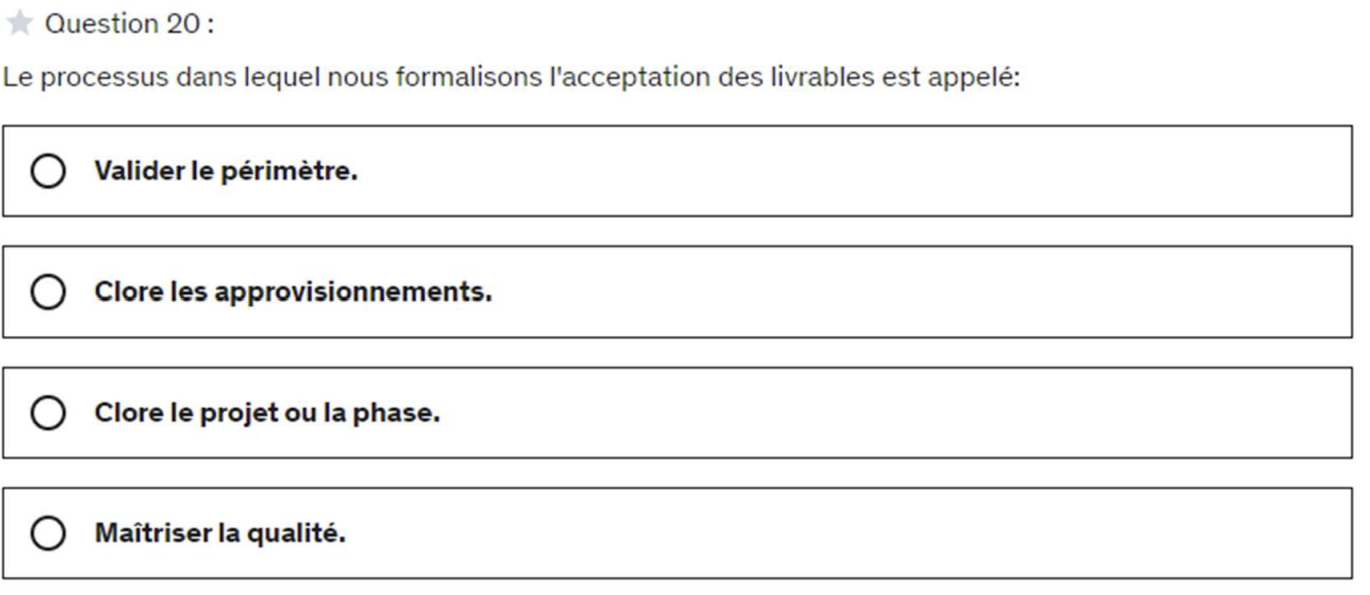 Question 20 :
Le processus dans lequel nous formalisons l'acceptation des livrables est appelé:
Valider le périmètre.
Clore les approvisionnements.
Clore le projet ou la phase.
Maîtriser la qualité.